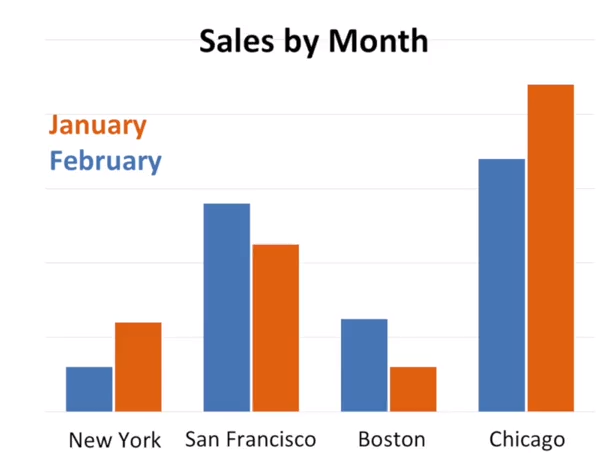 Sales by Month
January
February
New York San Francisco Boston Chicago